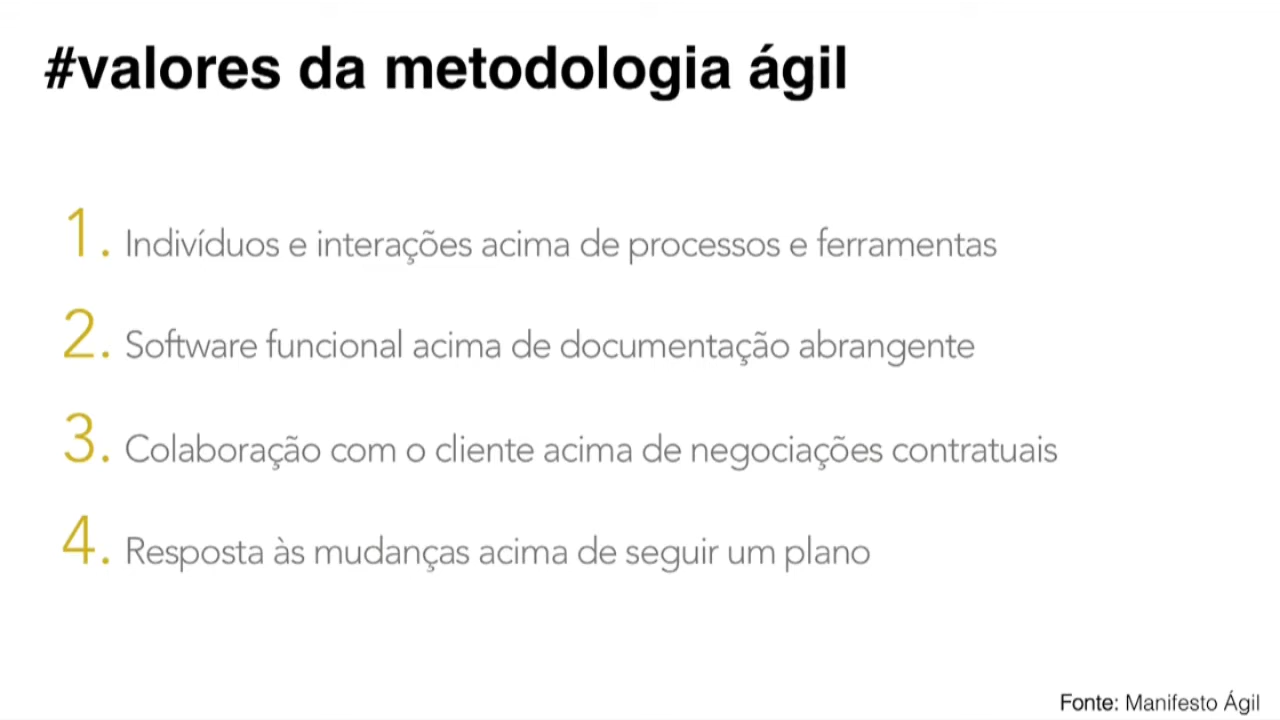 #valores da metodologia ágil
1. Indivíduos e interações acima de processos e ferramentas
2. Software funcional acima de documentação abrangente
3. Colaboração com o cliente acima de negociações contratuais
4. Resposta às mudanças acima de seguir um plano
Fonte: Manifesto Ágil